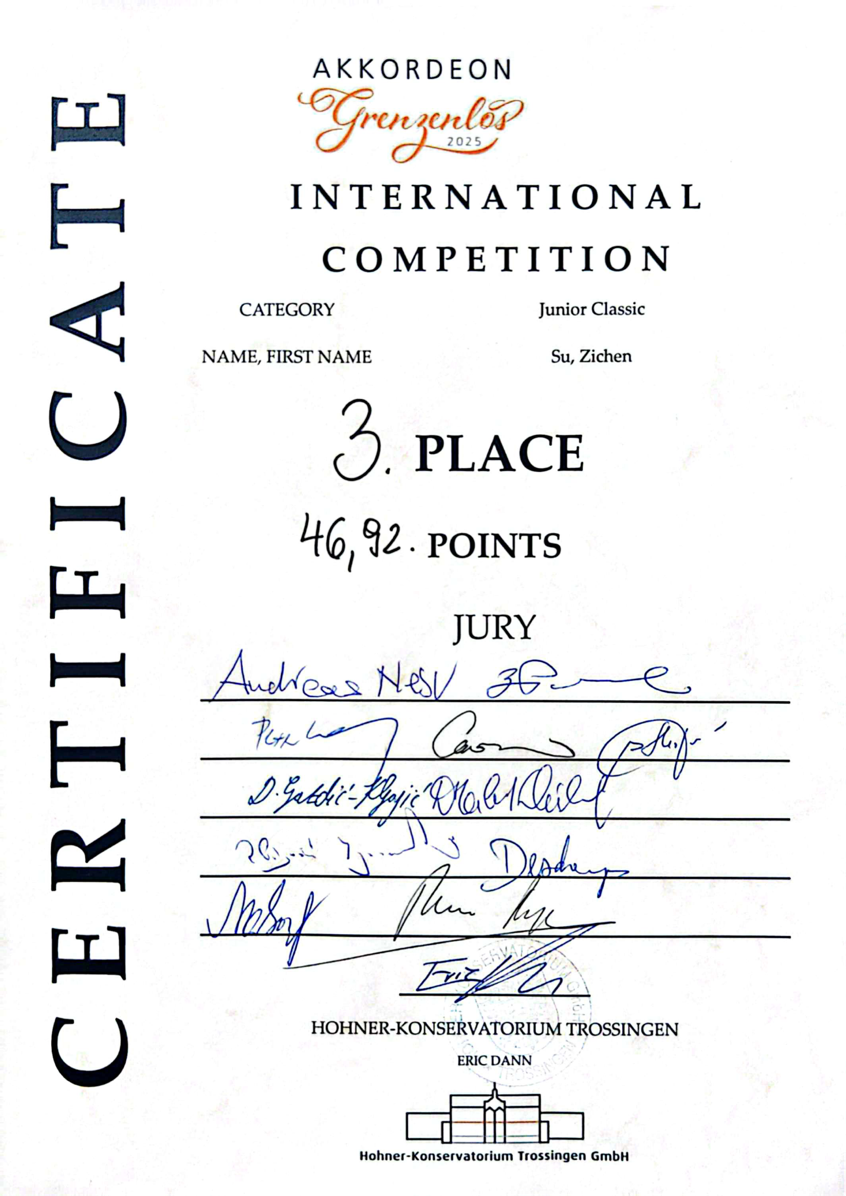 CERTIFICATE
AKKORDEON
Grenzenlos
2025
INTERNATIONAL
COMPETITION
CATEGORY Junior Classic
NAME, FIRST NAME Su, Zichen
3. PLACE
46,92. POINTS
JURY
Andreas
Eric
HOHNER-KONSERVATORIUM TROSSINGEN
ERIC DANN
Hohner-Konservatorium Trossingen GmbH